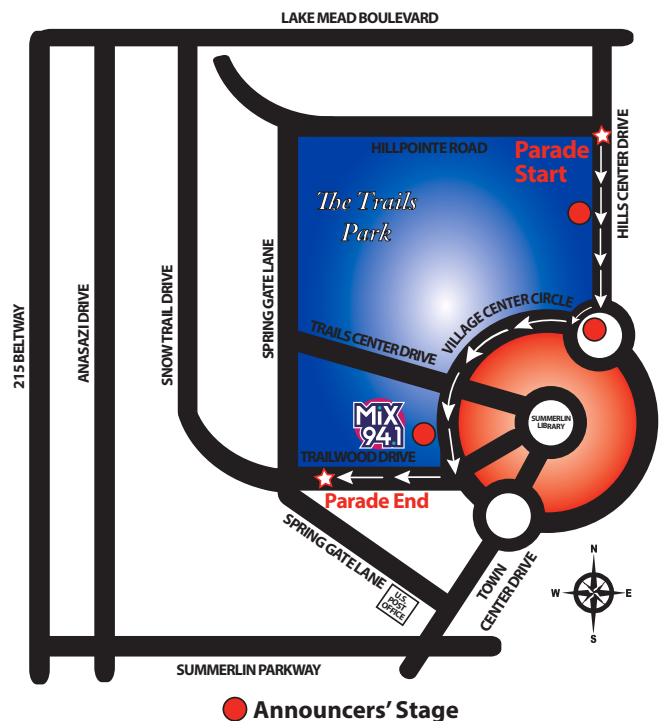 LAKE MEAD BOULEVARD
HILLPOINTE ROAD
Parade
Start
HILLS CENTER DRIVE
The Trails
Park
215 BELTWAY
ANASAZI DRIVE
SNOW TRAIL DRIVE
SPRING GATE LANE
VILLAGE CENTER CIRCLE
TRAILS CENTER DRIVE
MiX
94.1
SUMMERLIN
LIBRARY
TRAILWOOD DRIVE
Parade End
SPRING GATE LANE
U.S.
POST
OFFICE
TOWN
CENTER DRIVE
N
W
E
S
SUMMERLIN PARKWAY
Announcers' Stage